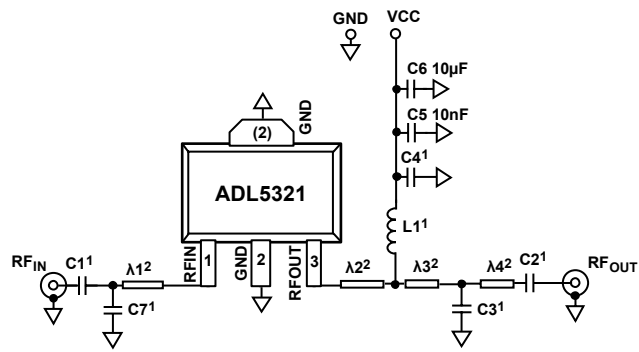 GND VCC
C6 10µF
C5 10nF
C4¹
L1¹
(2)
GND
ADL5321
RFIN
1
GND
2
RFOUT
3
RF_IN
C1¹
λ1²
C7¹
λ2²
λ3²
λ4²
C2¹
RF_OUT
C3¹